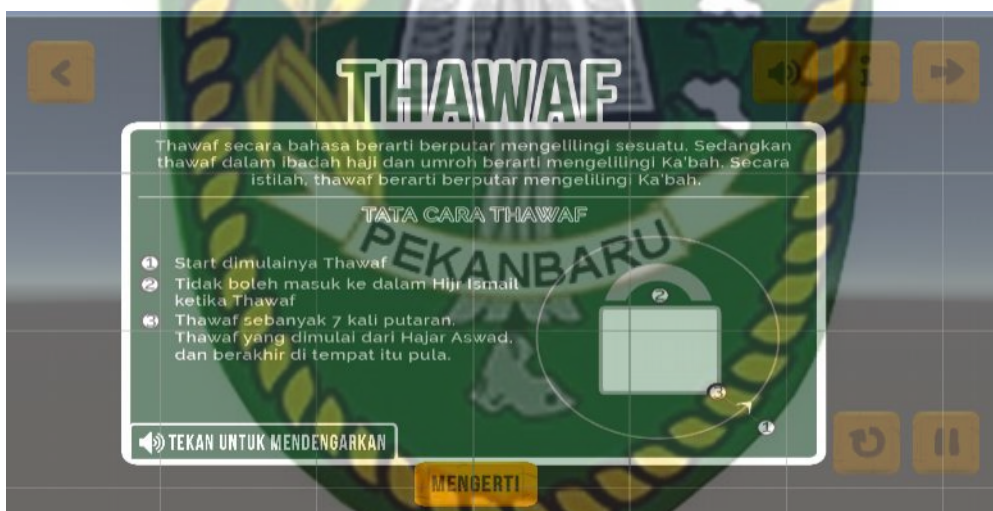 THAWAF
Thawaf secara bahasa berarti berputar mengelilingi sesuatu. Sedangkan
thawaf dalam ibadah haji dan umroh berarti mengelilingi Ka'bah. Secara
istilah, thawaf berarti berputar mengelilingi Ka'bah.
TATA CARA THAWAF
PEKANBARU
1 Start dimulainya Thawaf
2 Tidak boleh masuk ke dalam Hijr Ismail
ketika Thawaf
3 Thawaf sebanyak 7 kali putaran.
Thawaf yang dimulai dari Hajar Aswad,
dan berakhir di tempat itu pula.
2
3
1
TEKAN UNTUK MENDENGARKAN
MENGERTI